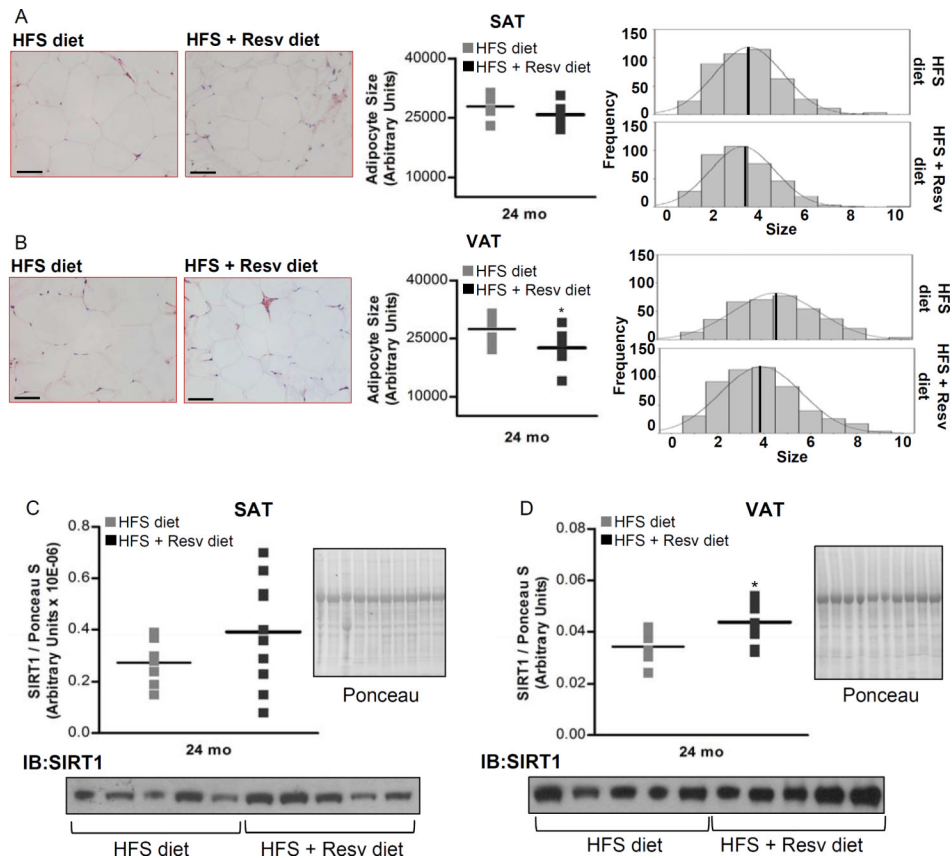 A
HFS diet
HFS + Resv diet
SAT
HFS diet
HFS + Resv diet
Adipocyte Size
(Arbitrary Units)
40000
25000
10000
24 mo
Frequency
150
100
50
0
HFS
diet
150
100
50
0
HFS + Resv
diet
0 2 4 6 8 10
Size
B
HFS diet
HFS + Resv diet
VAT
HFS diet
HFS + Resv diet
*
Adipocyte Size
(Arbitrary Units)
40000
25000
10000
24 mo
Frequency
150
100
50
0
HFS
diet
150
100
50
0
HFS + Resv
diet
0 2 4 6 8 10
Size
C
SAT
HFS diet
HFS + Resv diet
SIRT1 / Ponceau S
(Arbitrary Units x 10E-06)
0.8
0.6
0.4
0.2
0.0
24 mo
Ponceau
IB:SIRT1
HFS diet
HFS + Resv diet
D
VAT
HFS diet
HFS + Resv diet
*
SIRT1 / Ponceau S
(Arbitrary Units)
0.08
0.06
0.04
0.02
0.00
24 mo
Ponceau
IB:SIRT1
HFS diet
HFS + Resv diet